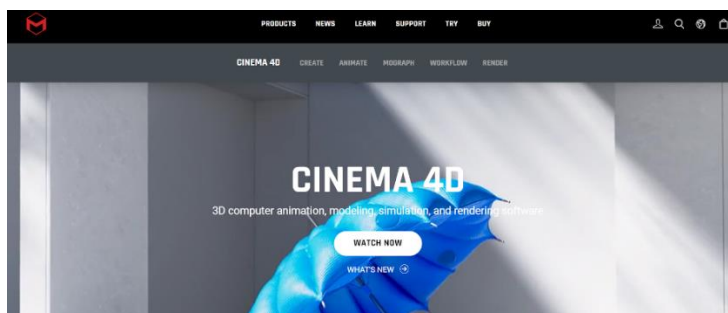 PRODUCTS NEWS LEARN SUPPORT TRY BUY
CINEMA 4D CREATE ANIMATE MOGRAPH WORKFLOW RENDER
CINEMA 4D
3D computer animation, modeling, simulation, and rendering software.
WATCH NOW
WHAT'S NEW